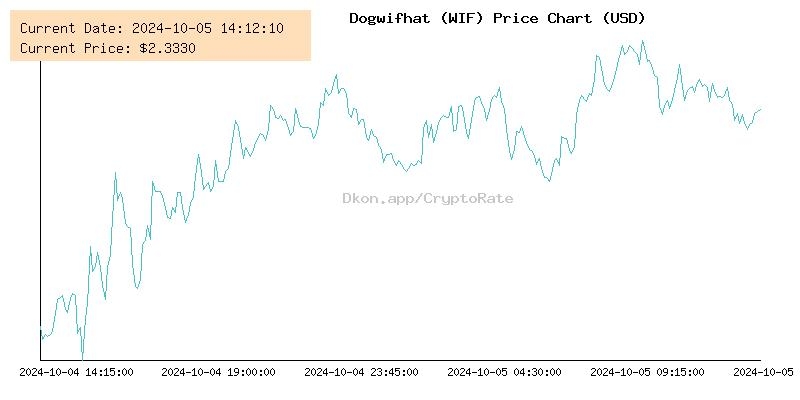 Dogwifhat (WIF) Price Chart (USD)
Current Date: 2024-10-05 14:12:10
Current Price: $2.3330
Dkon.app/CryptoRate
2024-10-04 14:15:00 2024-10-04 19:00:00 2024-10-04 23:45:00 2024-10-05 04:30:00 2024-10-05 09:15:00 2024-10-05